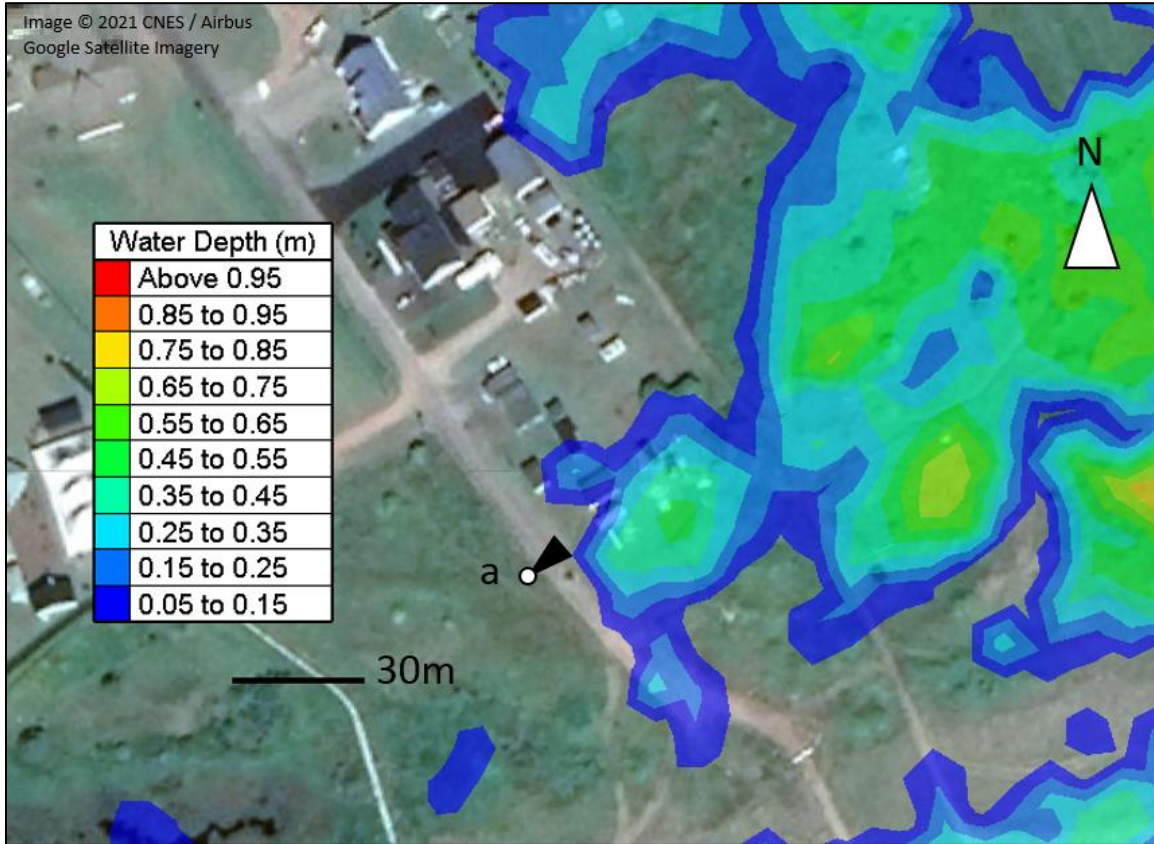 Image © 2021 CNES / Airbus
Google Satellite Imagery
N
Water Depth (m)
Above 0.95
0.85 to 0.95
0.75 to 0.85
0.65 to 0.75
0.55 to 0.65
0.45 to 0.55
0.35 to 0.45
0.25 to 0.35
0.15 to 0.25
0.05 to 0.15
a
30m